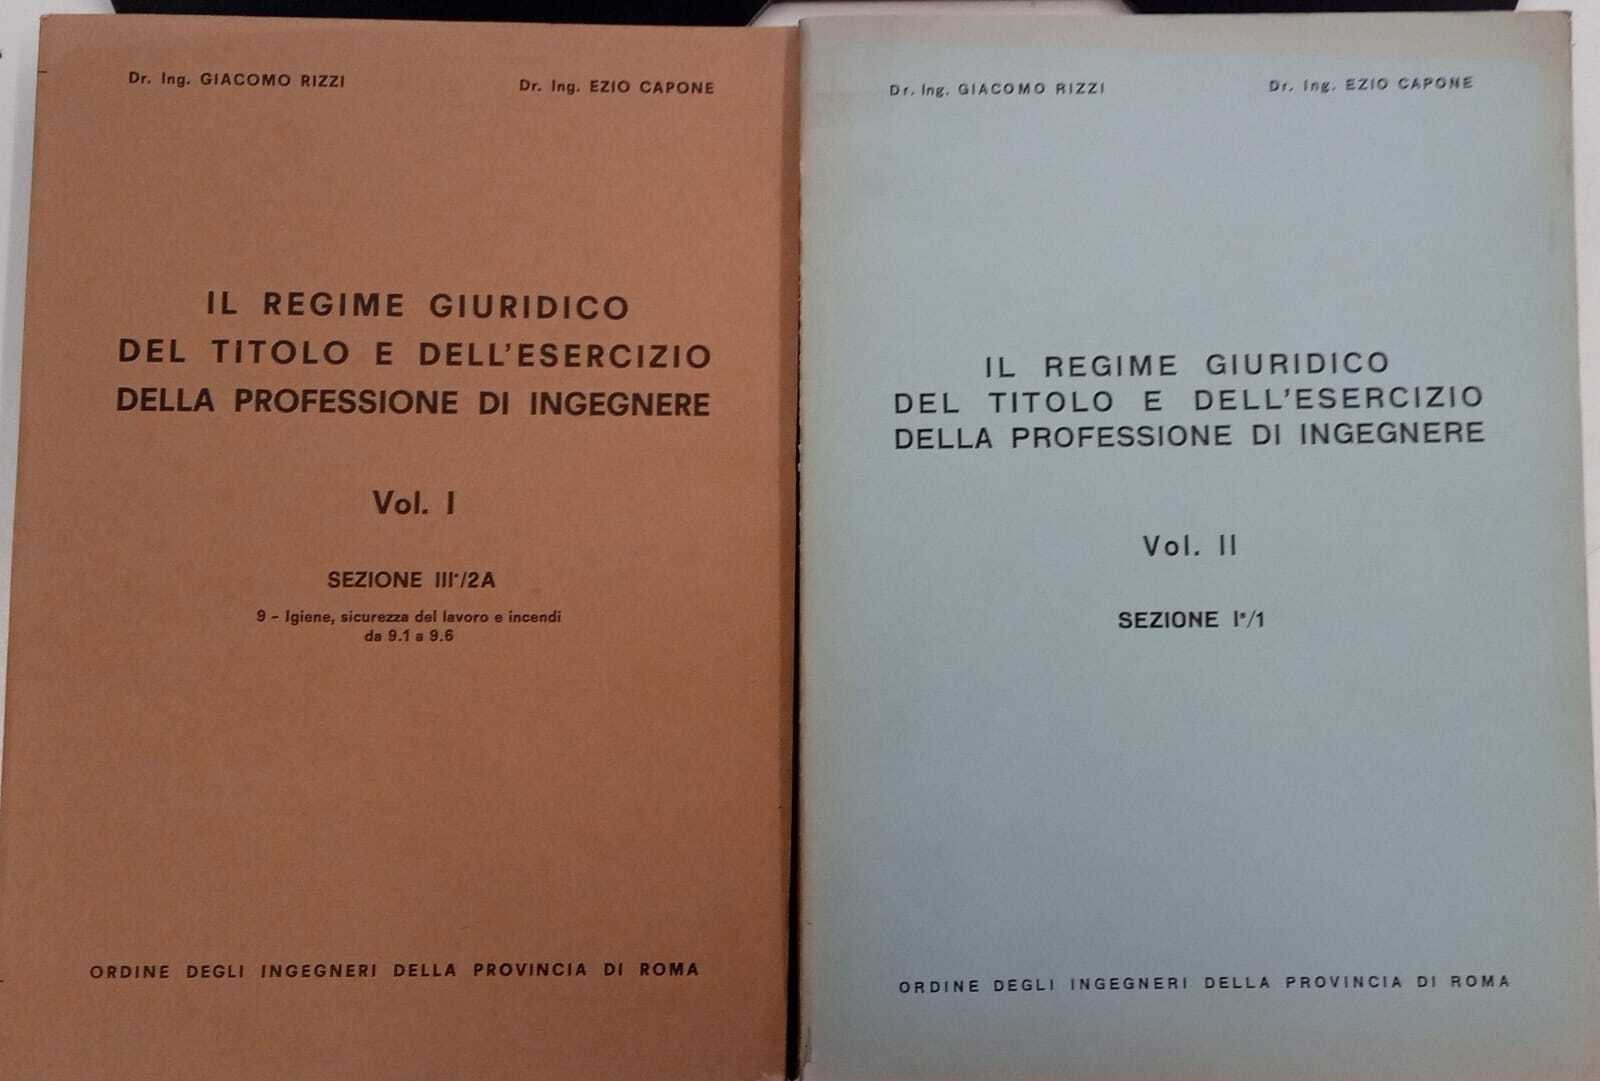 Dr. Ing. GIACOMO RIZZI
Dr. Ing. EZIO CAPONE
IL REGIME GIURIDICO
DEL TITOLO E DELL'ESERCIZIO
DELLA PROFESSIONE DI INGEGNERE
Vol. I
SEZIONE IIIª/2A
9 - Igiene, sicurezza del lavoro e incendi
da 9.1 a 9.6
ORDINE DEGLI INGEGNERI DELLA PROVINCIA DI ROMA
Dr. Ing. GIACOMO RIZZI
Dr. Ing. EZIO CAPONE
IL REGIME GIURIDICO
DEL TITOLO E DELL'ESERCIZIO
DELLA PROFESSIONE DI INGEGNERE
Vol. II
SEZIONE Iª/1
ORDINE DEGLI INGEGNERI DELLA PROVINCIA DI ROMA